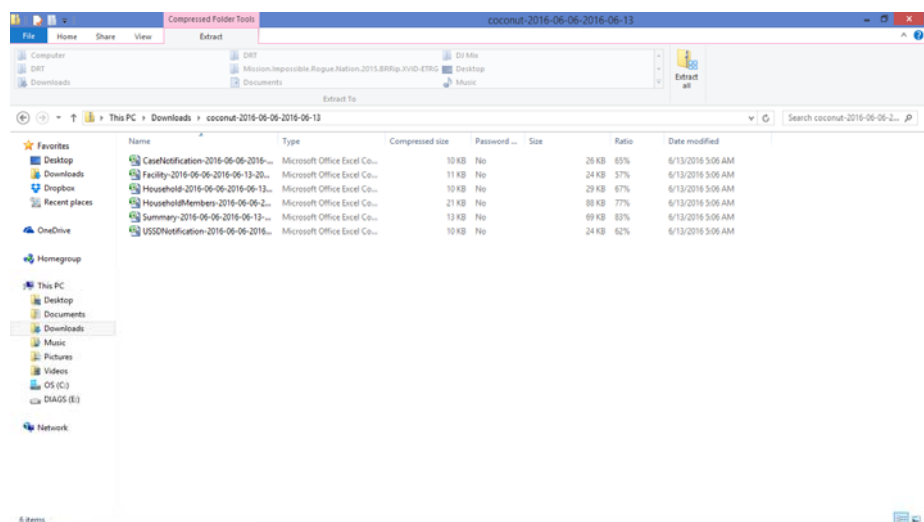 Compressed Folder Tools
coconut-2016-06-06-2016-06-13
File Home Share View Extract
Computer DRT DJ Mix
DRT Mission.Impossible.Rogue.Nation.2015.BRRip.XViD-ETRG Desktop
Downloads Documents Music
Extract all
Extract To
This PC Downloads coconut-2016-06-06-2016-06-13
Search coconut-2016-06-06-2...
Name Type Compressed size Password ... Size Ratio Date modified
CaseNotification-2016-06-06-2016-... Microsoft Office Excel Co... 10 KB No 26 KB 65% 6/13/2016 5:06 AM
Facility-2016-06-06-2016-06-13-20... Microsoft Office Excel Co... 11 KB No 24 KB 57% 6/13/2016 5:06 AM
Household-2016-06-06-2016-06-13... Microsoft Office Excel Co... 10 KB No 29 KB 67% 6/13/2016 5:06 AM
HouseholdMembers-2016-06-06-2... Microsoft Office Excel Co... 21 KB No 88 KB 77% 6/13/2016 5:06 AM
Summary-2016-06-06-2016-06-13-... Microsoft Office Excel Co... 13 KB No 69 KB 83% 6/13/2016 5:06 AM
USSDNotification-2016-06-06-2016... Microsoft Office Excel Co... 10 KB No 24 KB 62% 6/13/2016 5:06 AM
Favorites
Desktop
Downloads
Dropbox
Recent places
OneDrive
Homegroup
This PC
Desktop
Documents
Downloads
Music
Pictures
Videos
OS (C:)
DIAGS (E:)
Network
6 items